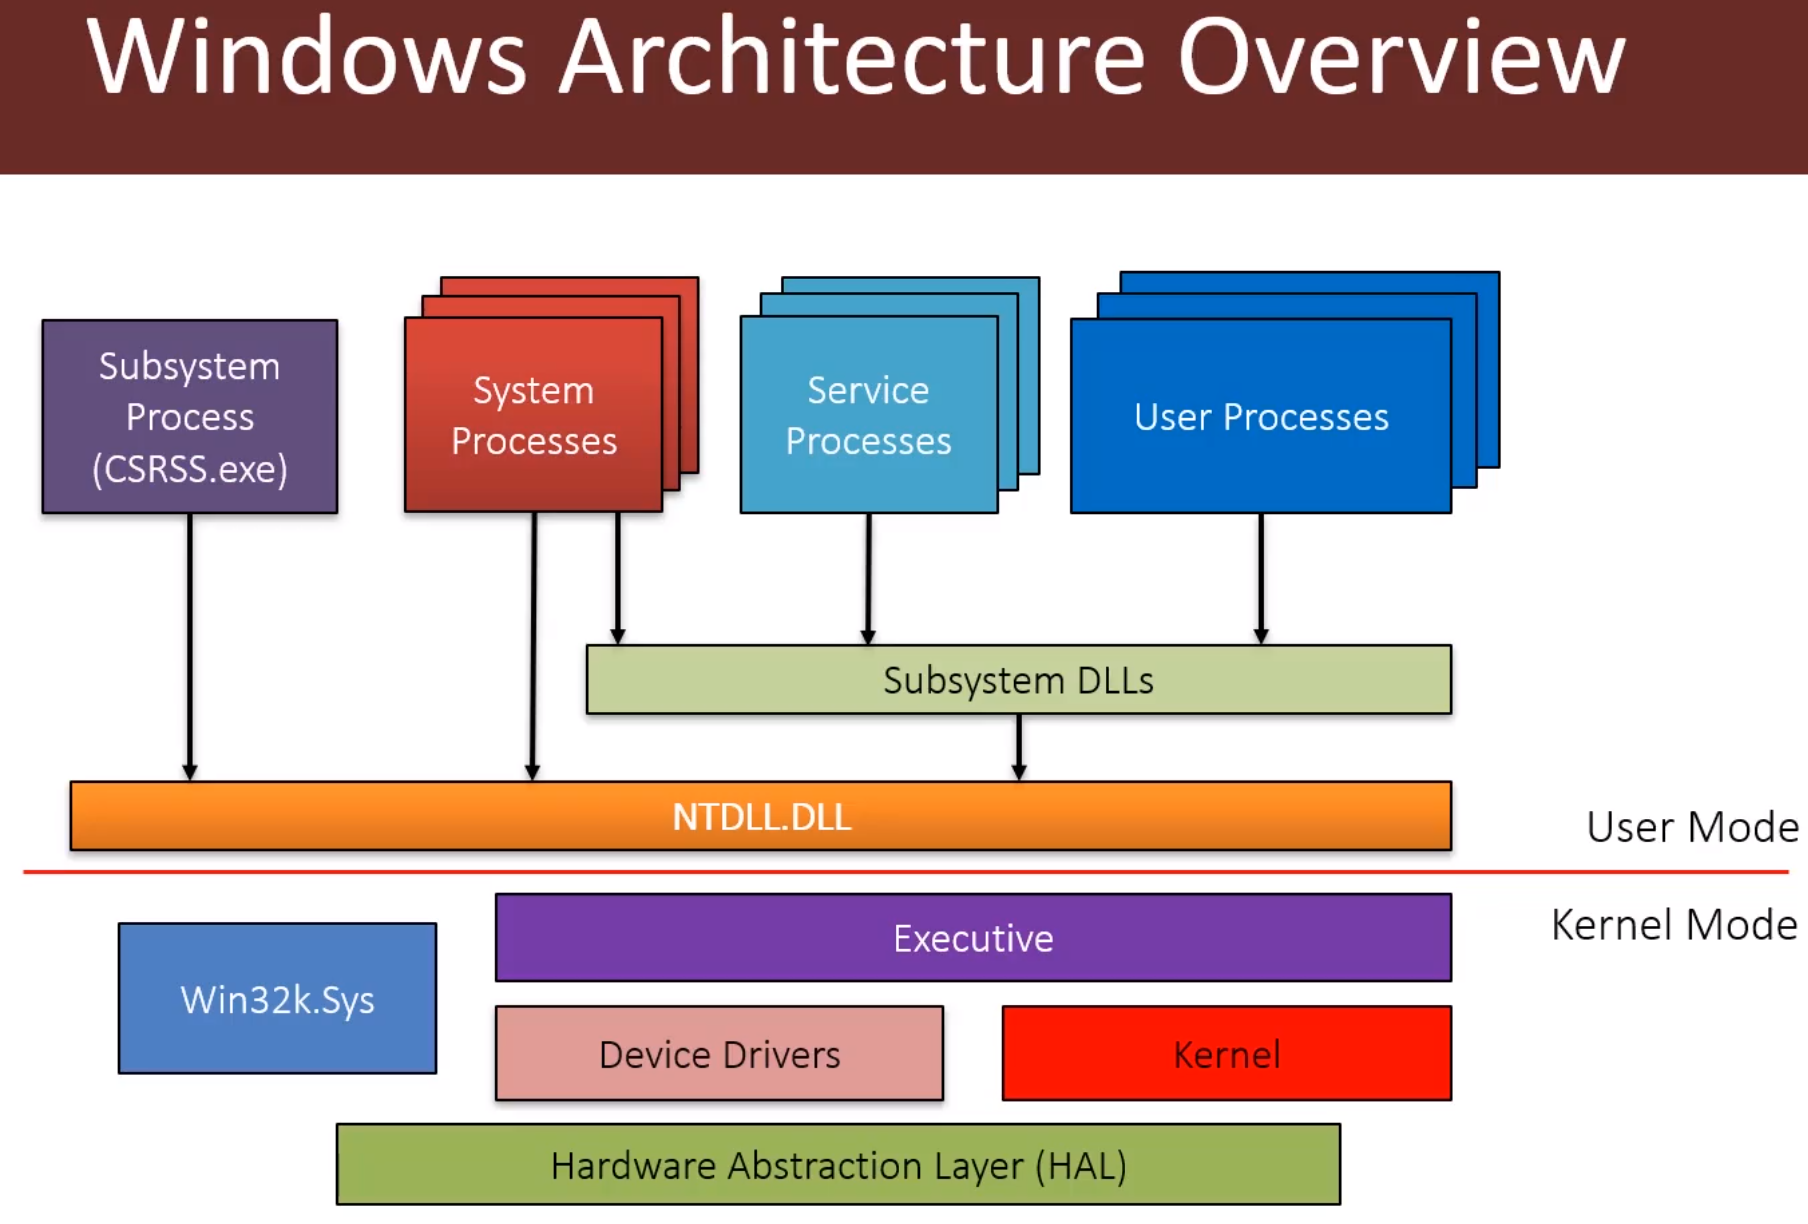 Windows Architecture Overview
Subsystem
Process
(CSRSS.exe)
System
Processes
Service
Processes
User Processes
Subsystem DLLs
NTDLL.DLL
User Mode
Kernel Mode
Executive
Win32k.Sys
Device Drivers
Kernel
Hardware Abstraction Layer (HAL)